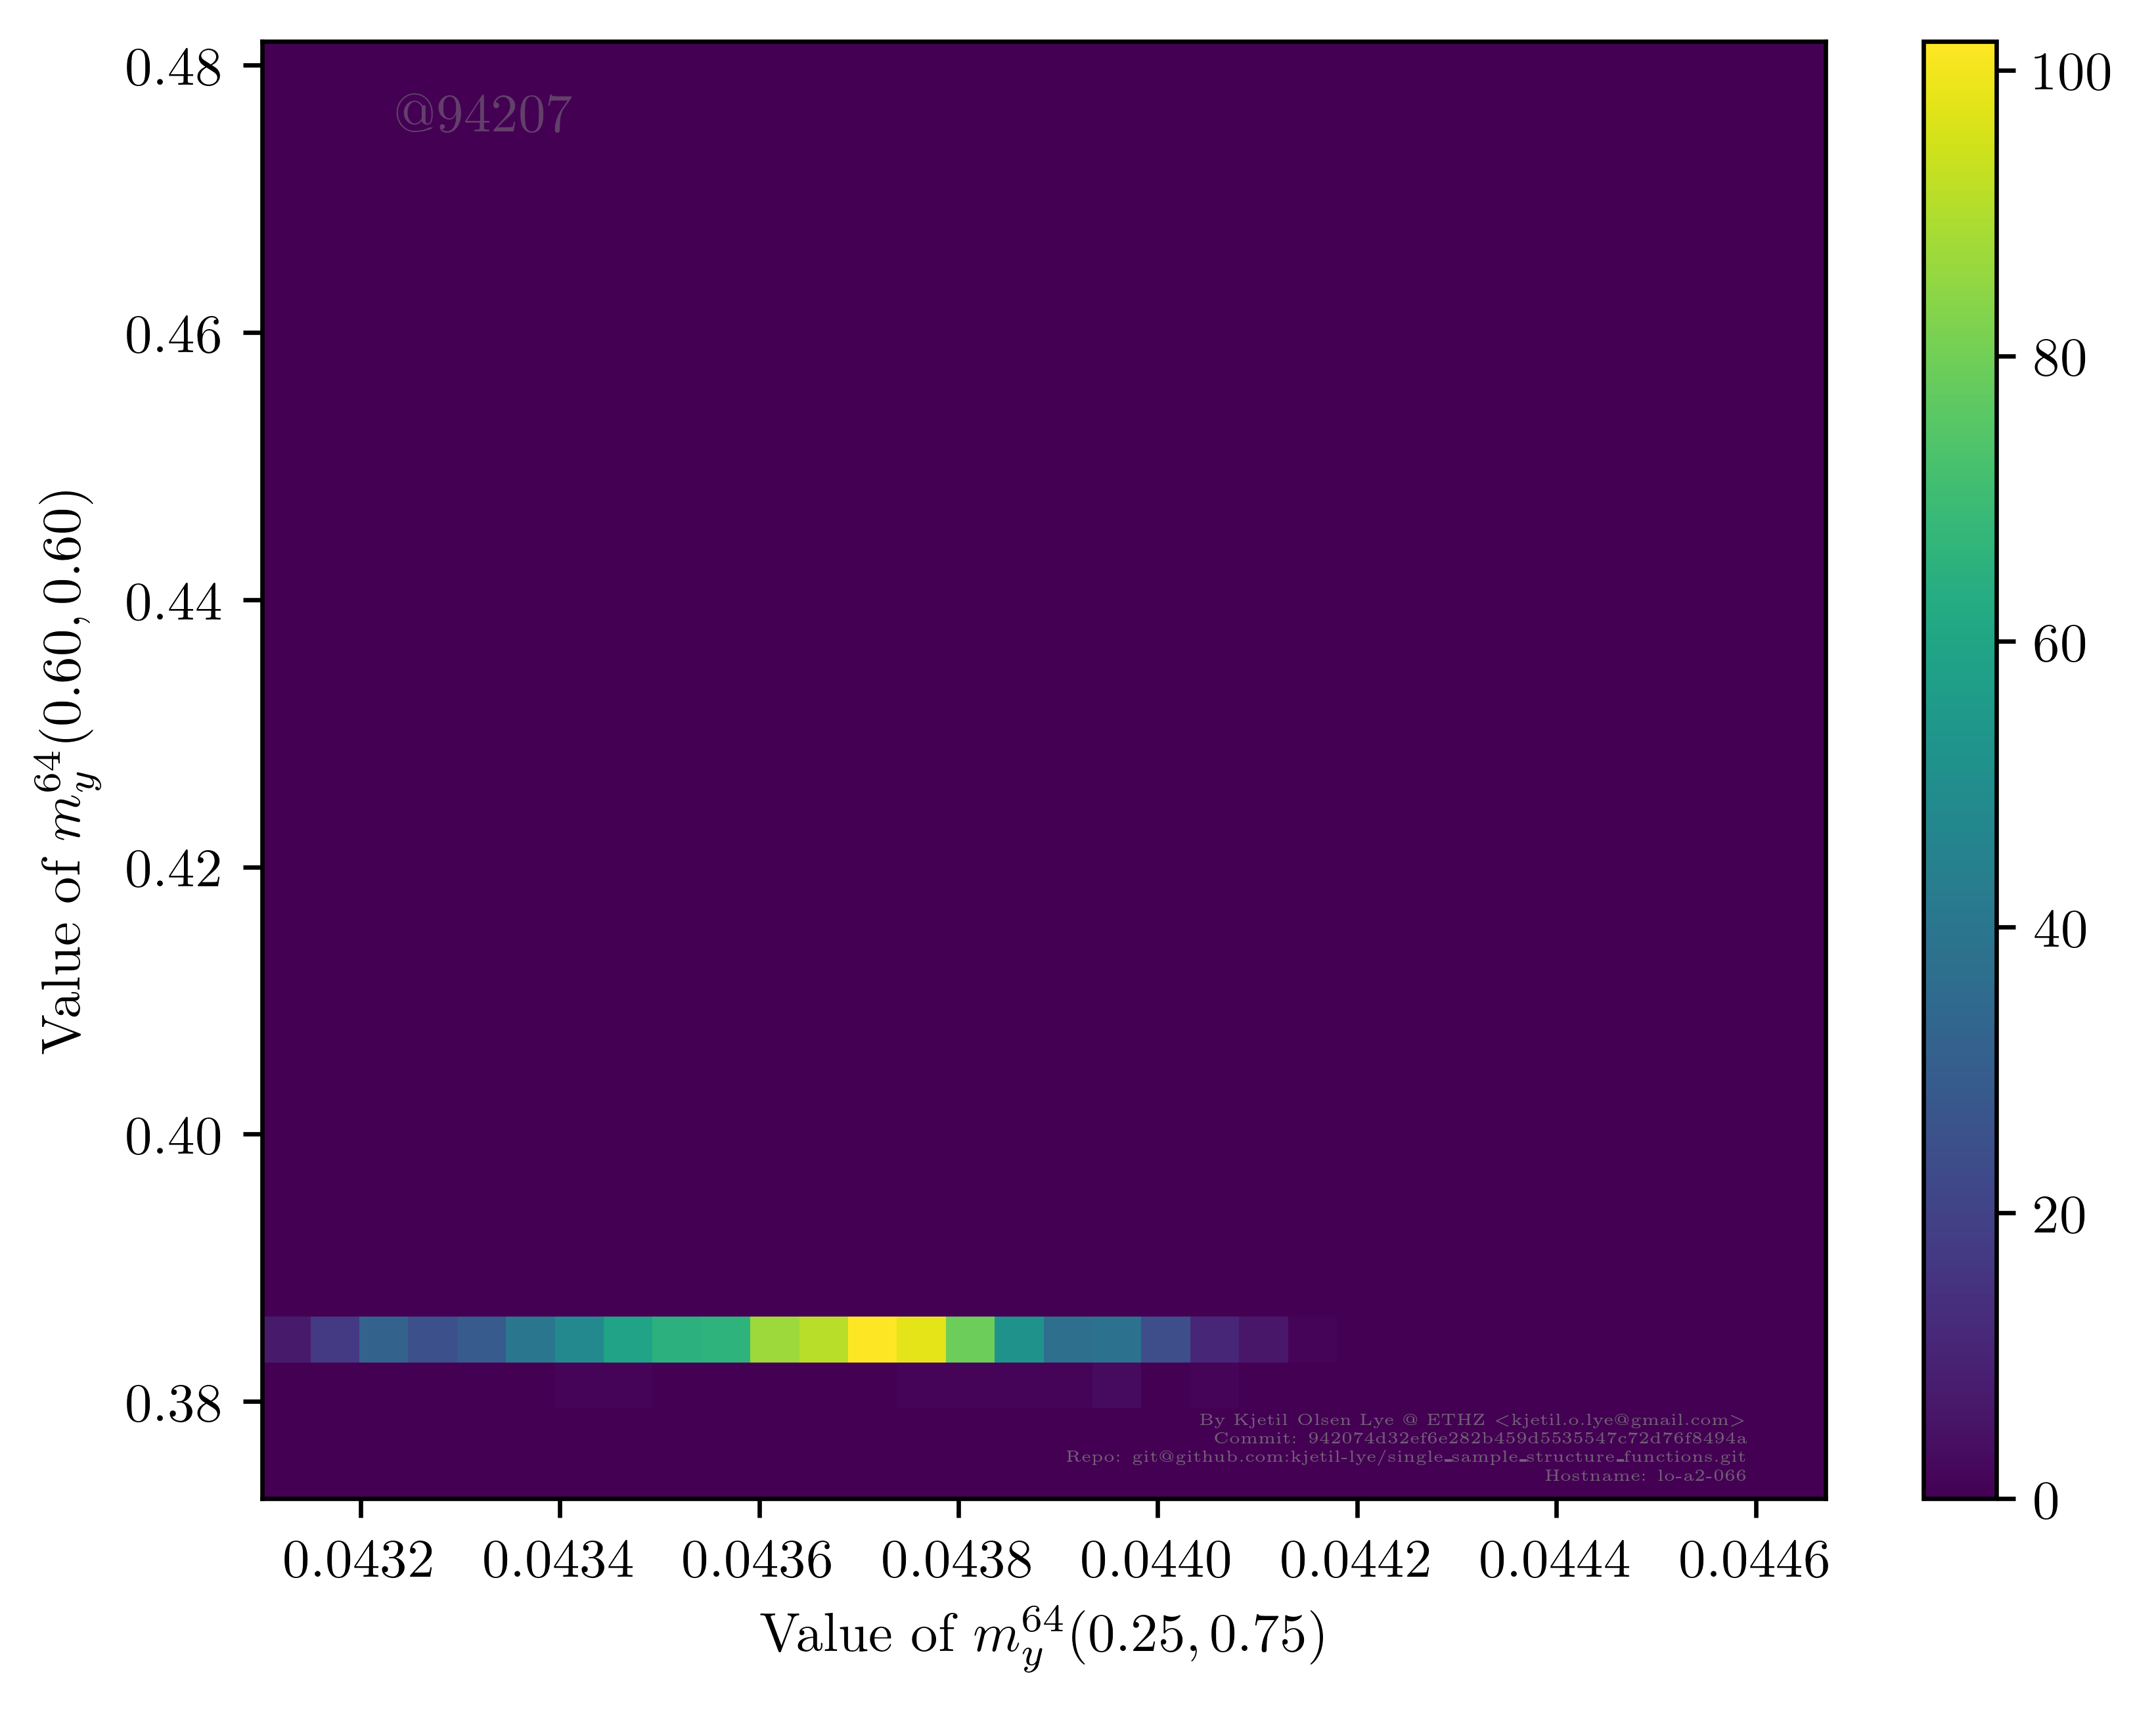 0.48
@94207
0.46
0.44
0.42
0.40
0.38
Value of $m_y^{64}(0.60, 0.60)$
100
80
60
40
20
0
By Kjetil Olsen Lye @ ETHZ <kjetil.o.lye@gmail.com>
Commit: 942074d32ef6e282b459d5535547c72d76f8494a
Repo: git@github.com:kjetil-lye/single_sample_structure_functions.git
Hostname: lo-a2-066
0.0432 0.0434 0.0436 0.0438 0.0440 0.0442 0.0444 0.0446
Value of $m_y^{64}(0.25, 0.75)$